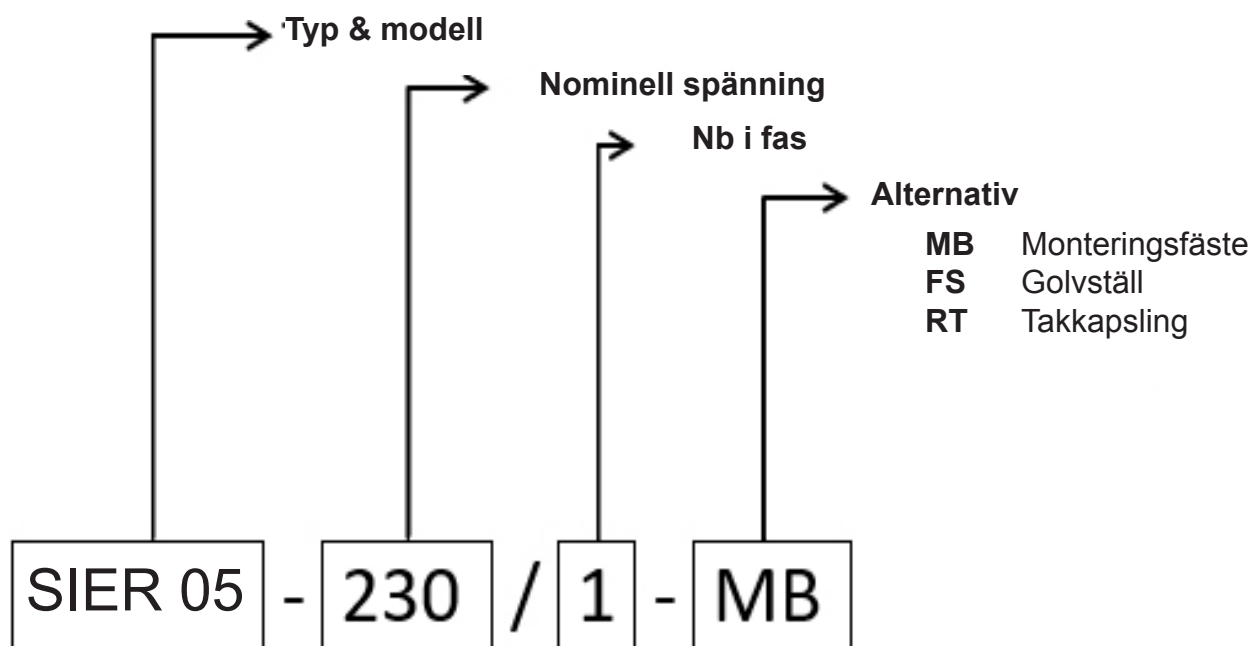 Typ & modell
Nominell spänning
Nb i fas
Alternativ
MB Monteringsfäste
FS Golvställ
RT Takkapsling
SIER 05 - 230 / 1 - MB